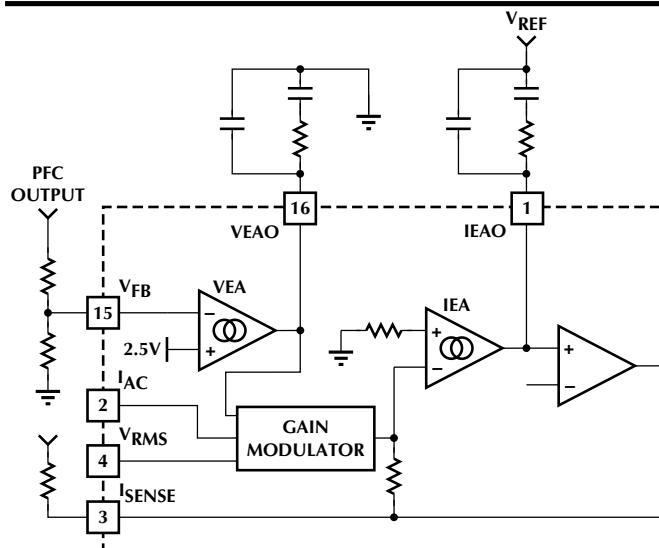 VREF
PFC
OUTPUT
16
1
VEAO
IEAO
VFB
VEA
IEA
15
−
+
2.5V
+
−
+
−
IAC
2
GAIN
MODULATOR
VRMS
4
ISENSE
3